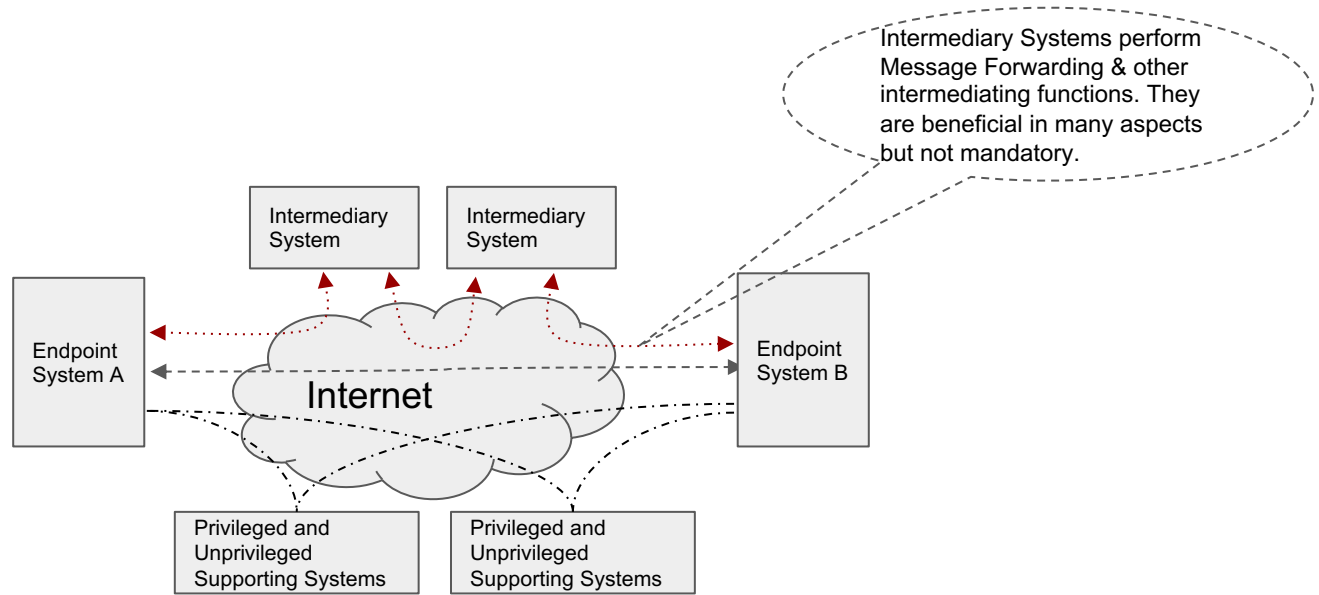 Intermediary Systems perform
Message Forwarding & other
intermediating functions. They
are beneficial in many aspects
but not mandatory.
Intermediary
System
Intermediary
System
Endpoint
System A
Endpoint
System B
Internet
Privileged and
Unprivileged
Supporting Systems
Privileged and
Unprivileged
Supporting Systems